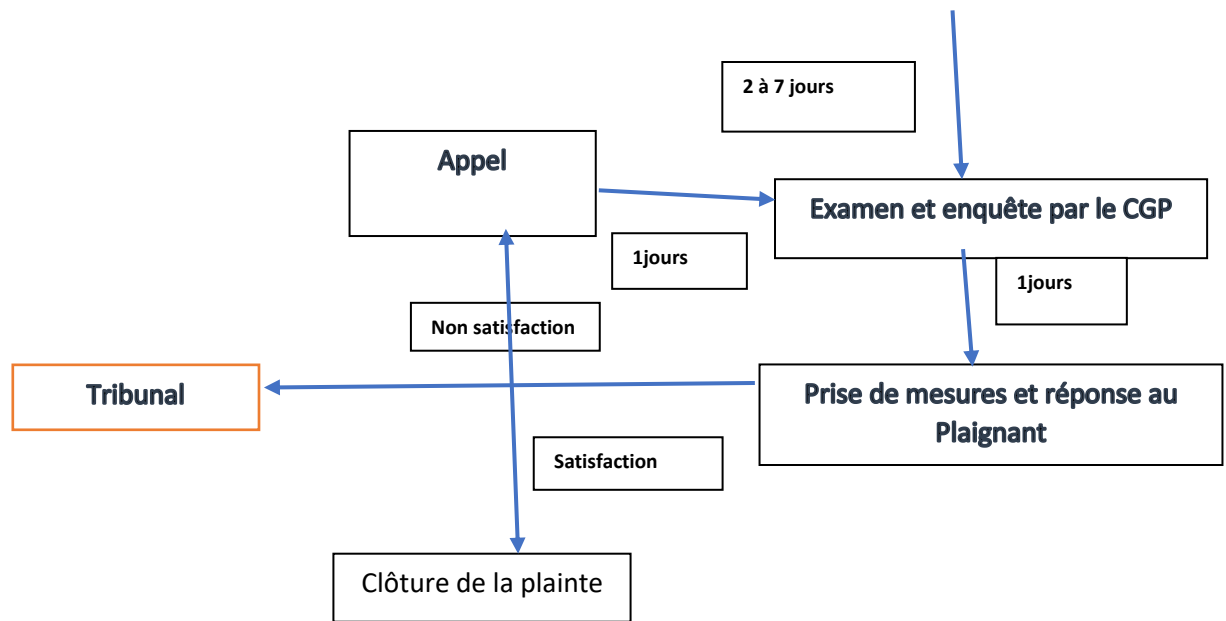 2 à 7 jours
Appel
Examen et enquête par le CGP
1jours
1jours
Non satisfaction
Tribunal
Prise de mesures et réponse au
Plaignant
Satisfaction
Clôture de la plainte